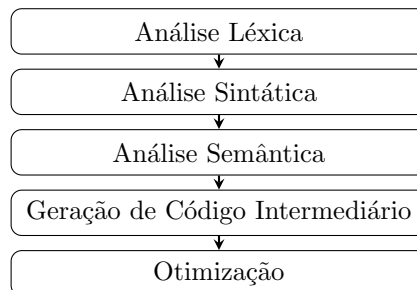 Análise Léxica
Análise Sintática
Análise Semântica
Geração de Código Intermediário
Otimização